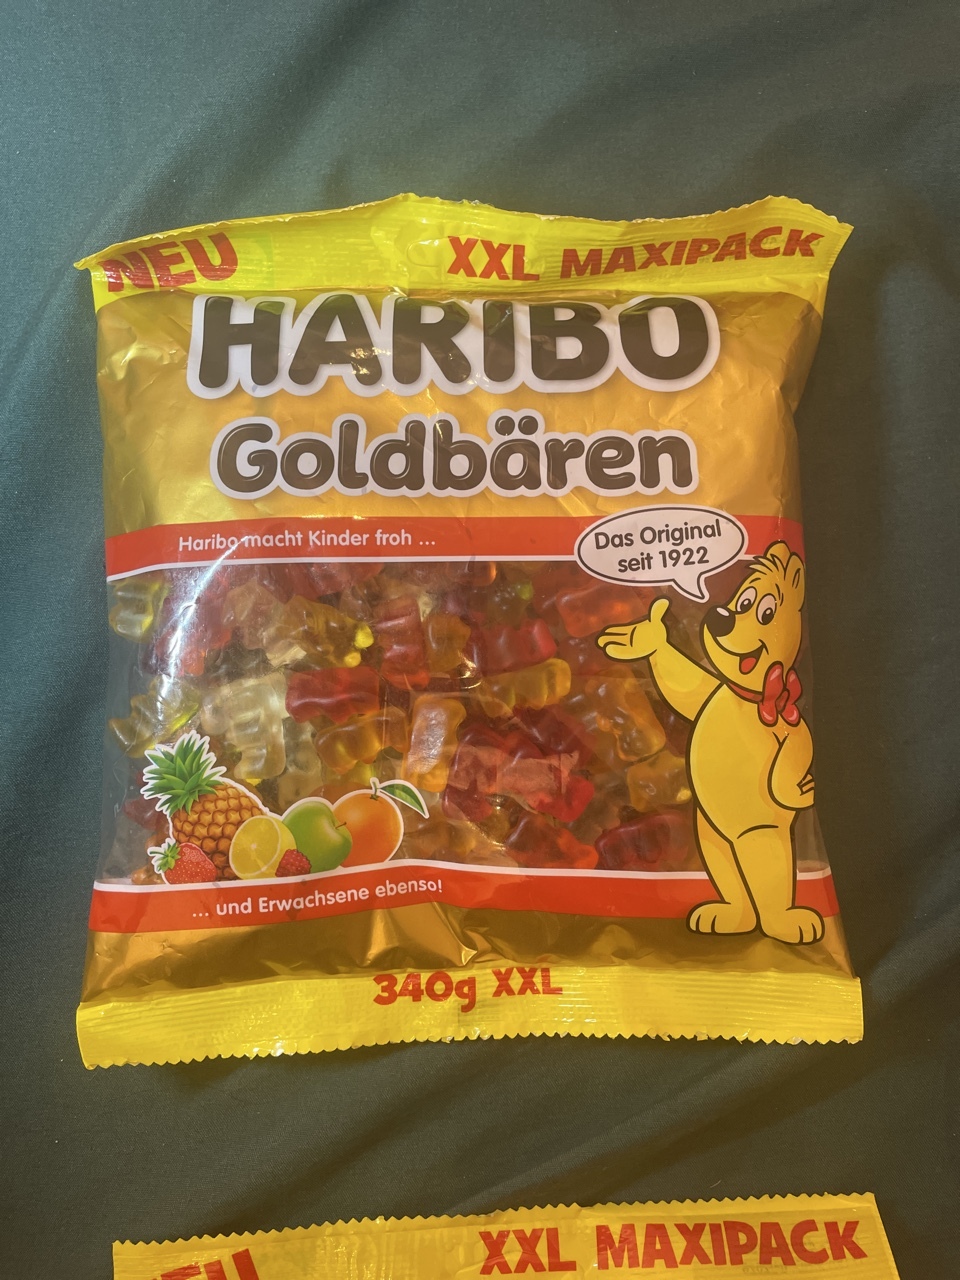 NEU XXL MAXIPACK
HARIBO
Goldbären
Haribo macht Kinder froh ...
Das Original
seit 1922
... und Erwachsene ebenso!
340g XXL
NEU XXL MAXIPACK